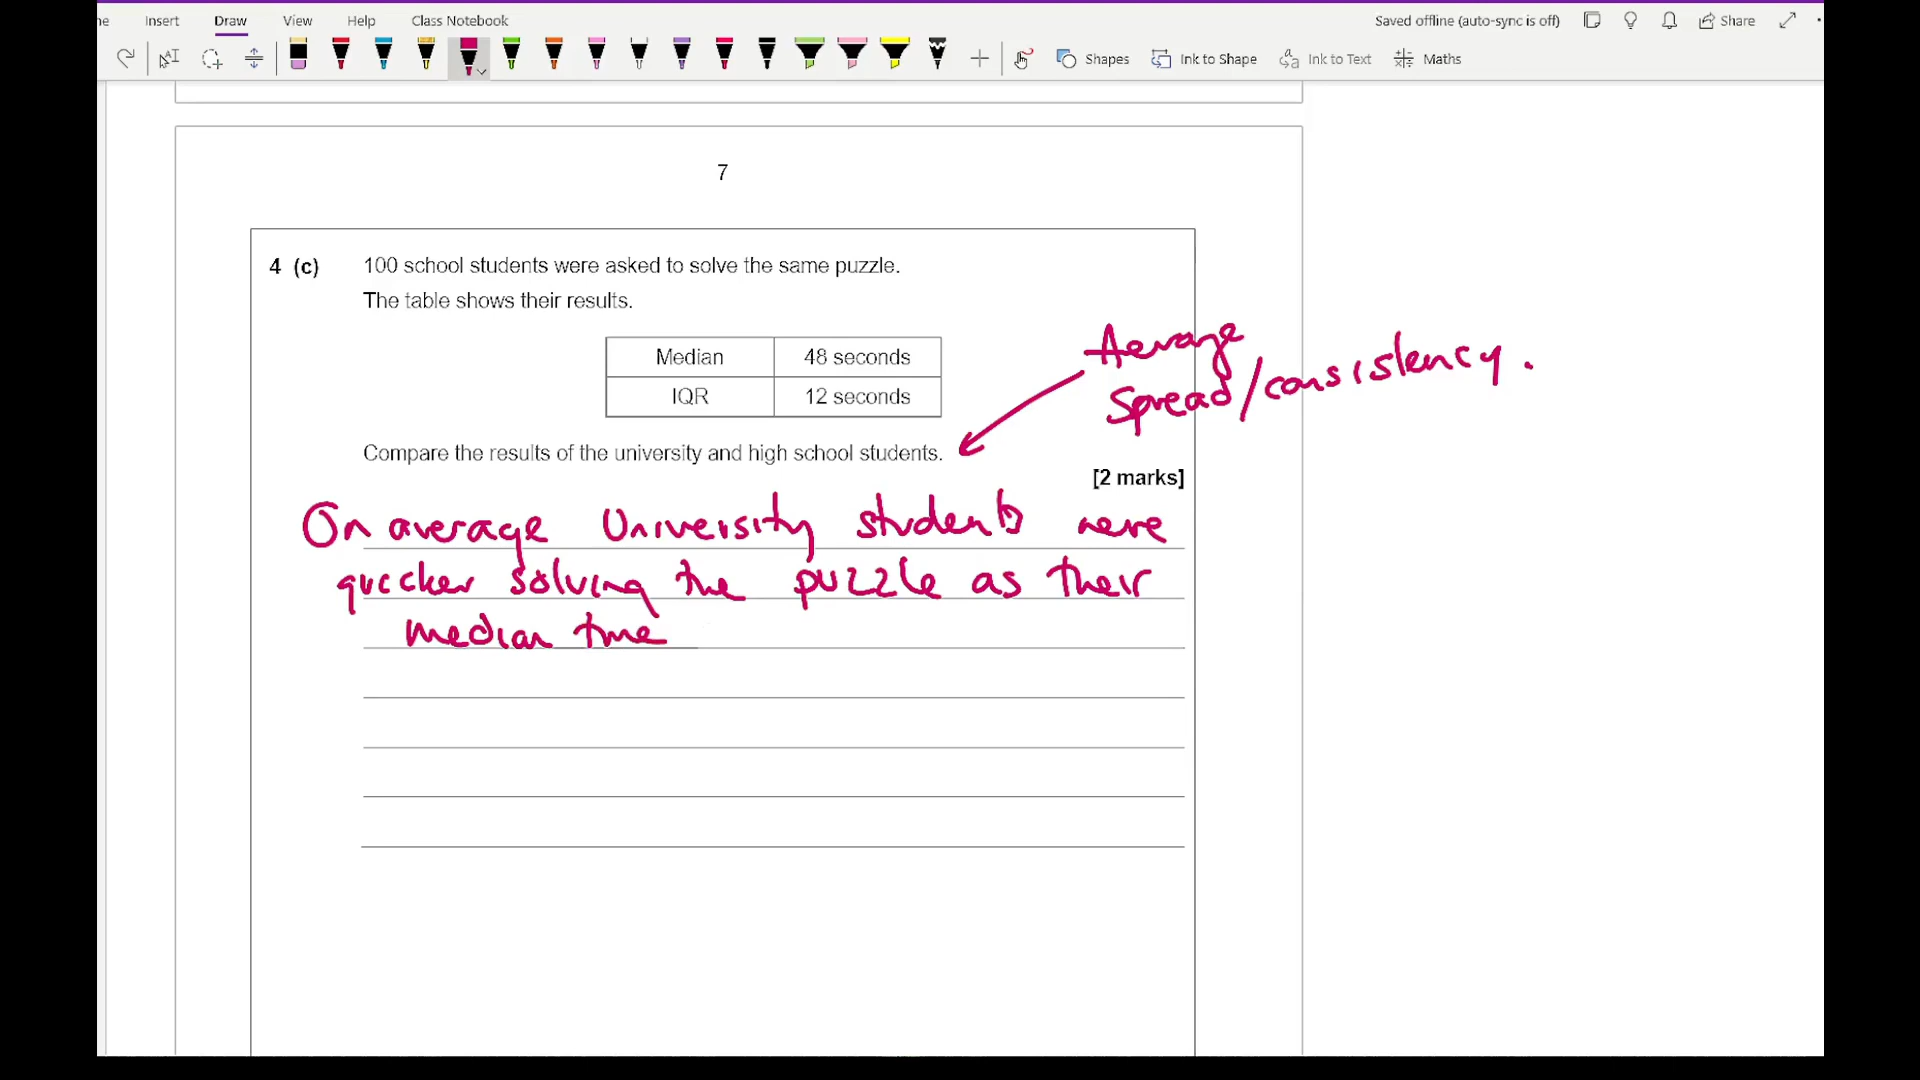 ne Insert Draw View Help Class Notebook Saved offline (auto-sync is off) Share
Shapes Ink to Shape Ink to Text Maths
7
4 (c) 100 school students were asked to solve the same puzzle.
The table shows their results.
Median 48 seconds
IQR 12 seconds
Average
Spread/consistency.
Compare the results of the university and high school students.
[2 marks]
On average University students were
quicker solving the puzzle as their
median time